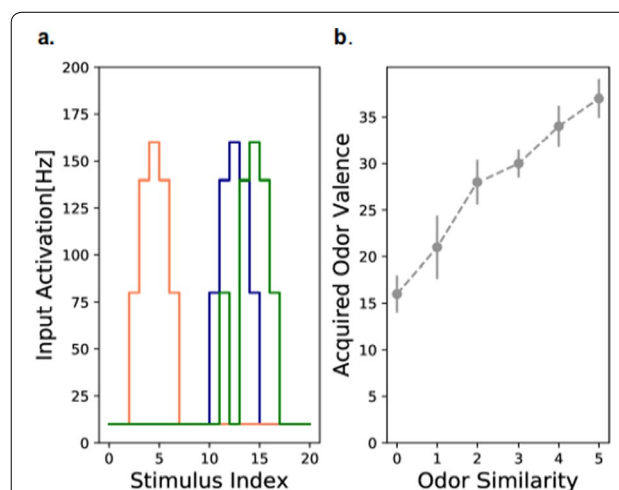 a.
b.
200
175
150
125
100
75
50
25
0
Input Activation[Hz]
0 5 10 15 20
Stimulus Index
35
30
25
20
15
10
5
0
Acquired Odor Valence
0 1 2 3 4 5
Odor Similarity